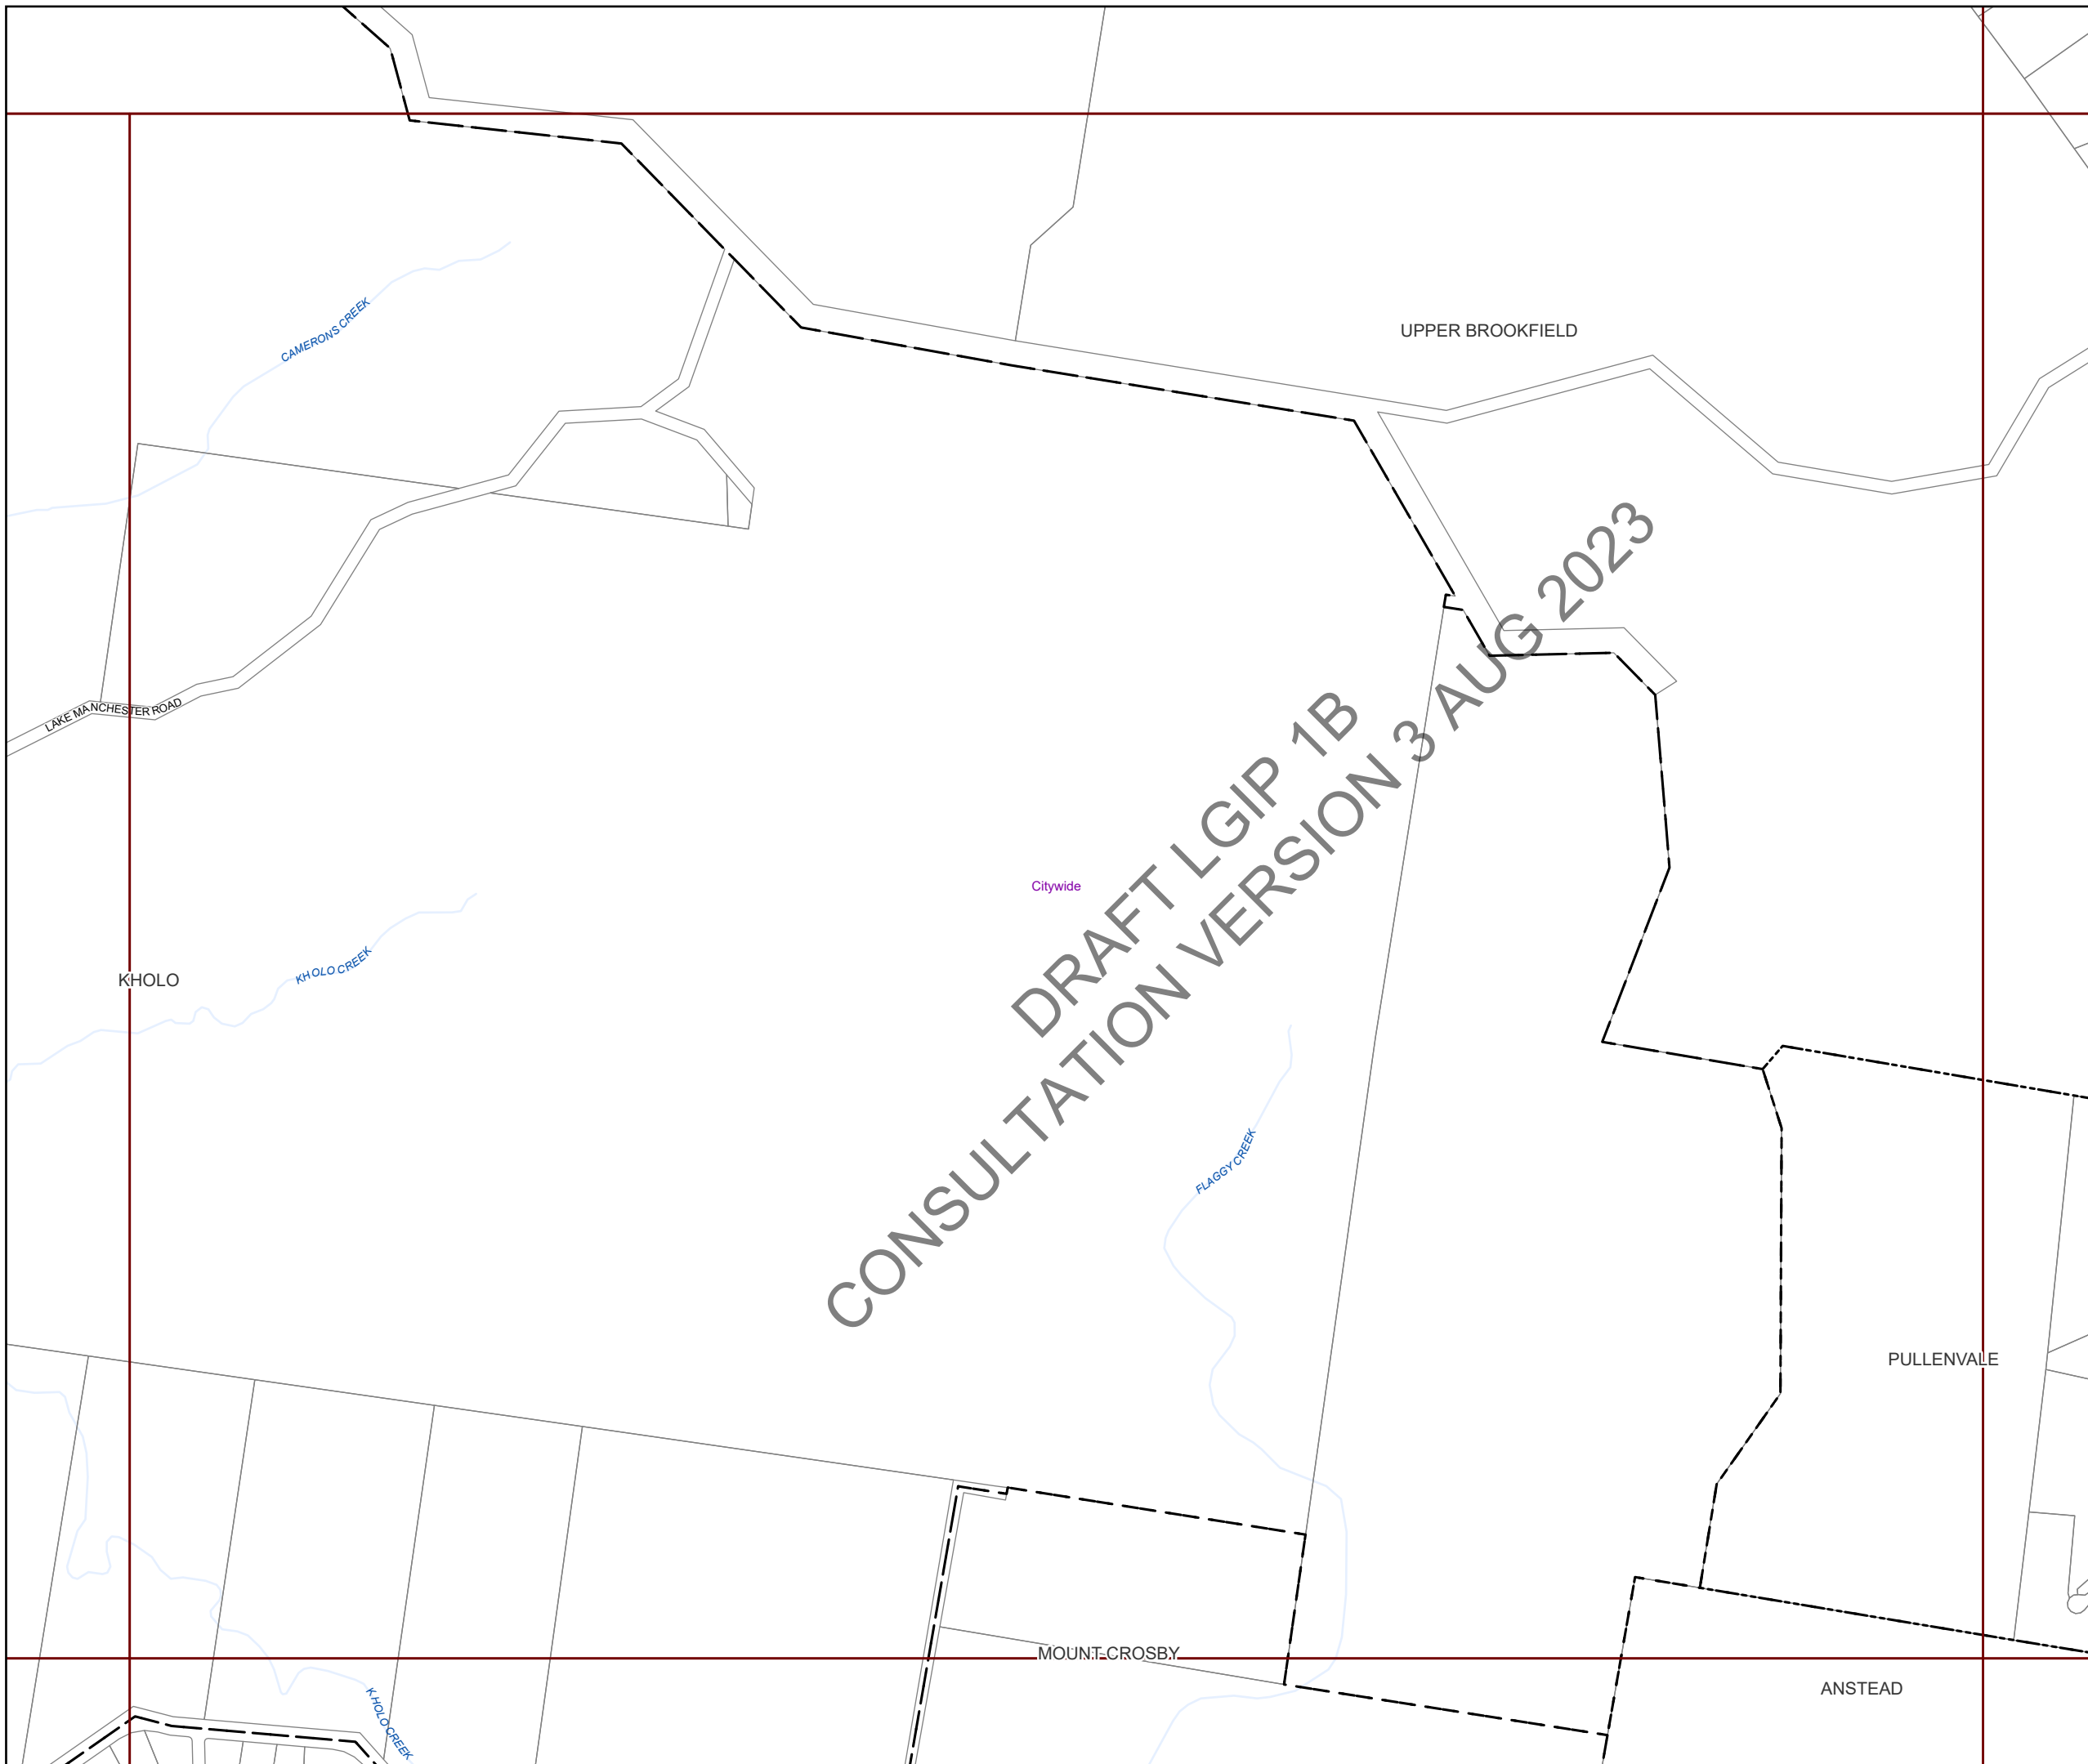 UPPER BROOKFIELD
CAMERONS CREEK
LAKE MANCHESTER ROAD
DRAFT LGIP 1B
CONSULTATION VERSION 3 AUG 2023
Citywide
KHOLO
KHOLO CREEK
FLAGGY CREEK
PULLENVALE
MOUNT CROSBY
ANSTEAD
KHOLO CREEK